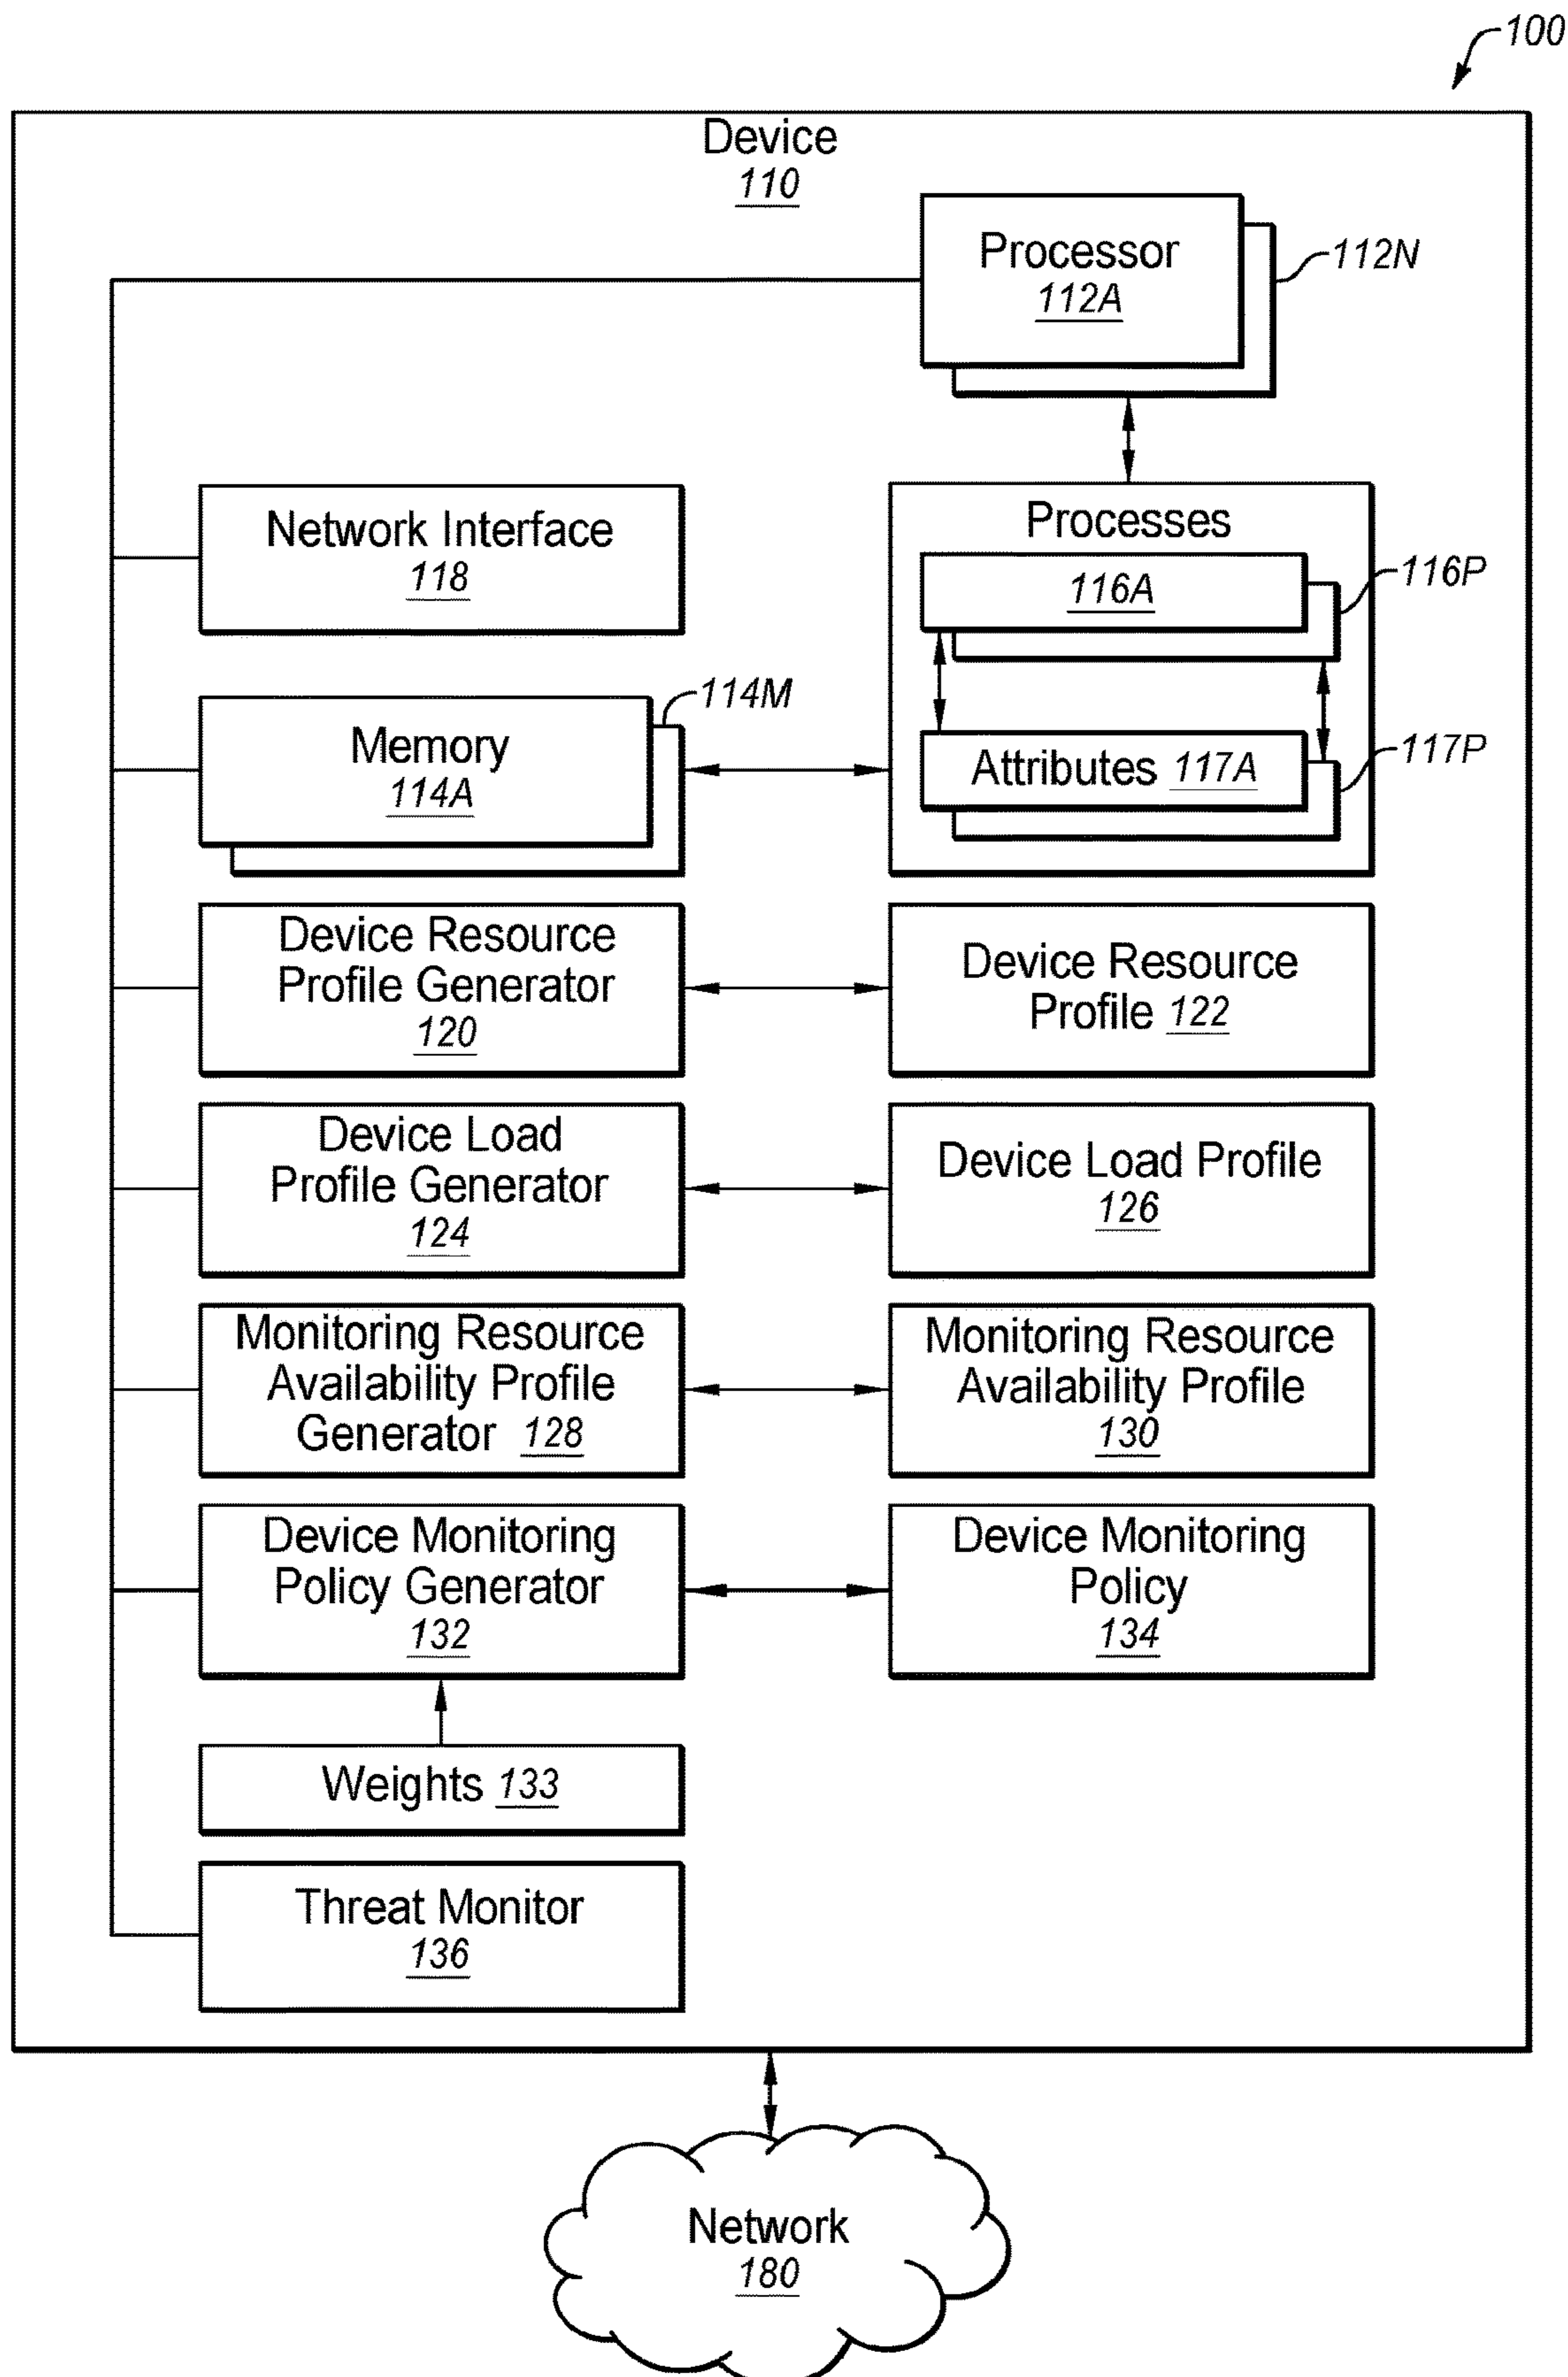 100
Device
110
Processor
112A
112N
Network Interface
118
Processes
116A
116P
Memory
114A
114M
Attributes 117A
117P
Device Resource
Profile Generator
120
Device Resource
Profile 122
Device Load
Profile Generator
124
Device Load Profile
126
Monitoring Resource
Availability Profile
Generator 128
Monitoring Resource
Availability Profile
130
Device Monitoring
Policy Generator
132
Device Monitoring
Policy
134
Weights 133
Threat Monitor
136
Network
180